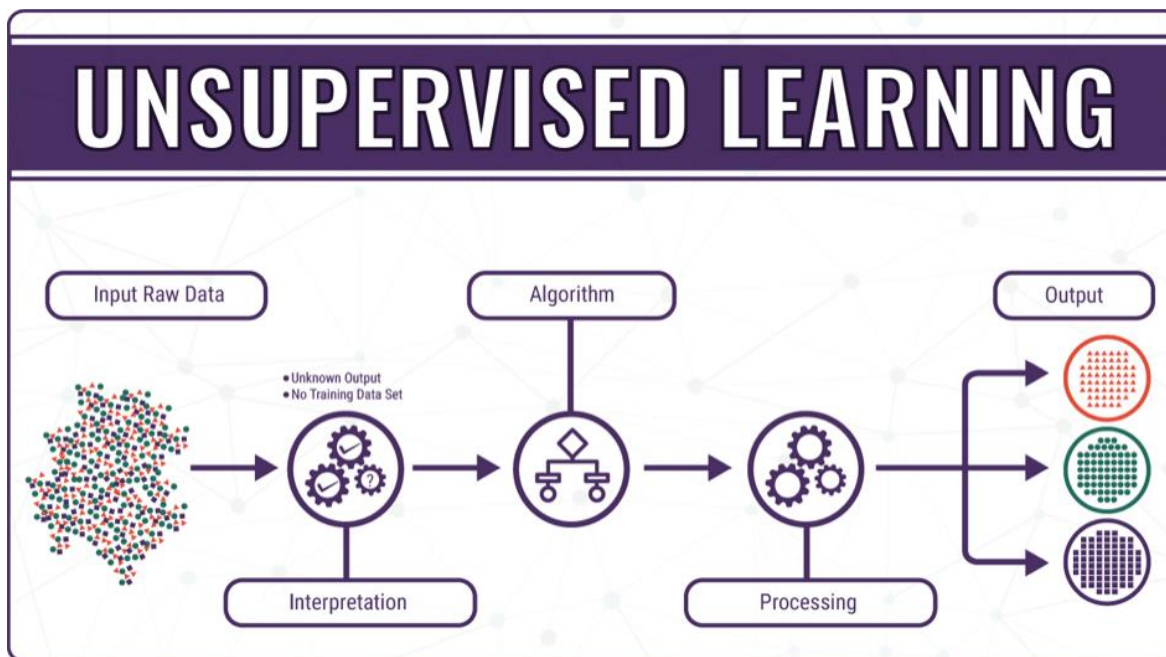 UNSUPERVISED LEARNING
Input Raw Data
Algorithm
Output
● Unknown Output
● No Training Data Set
?
Interpretation
Processing